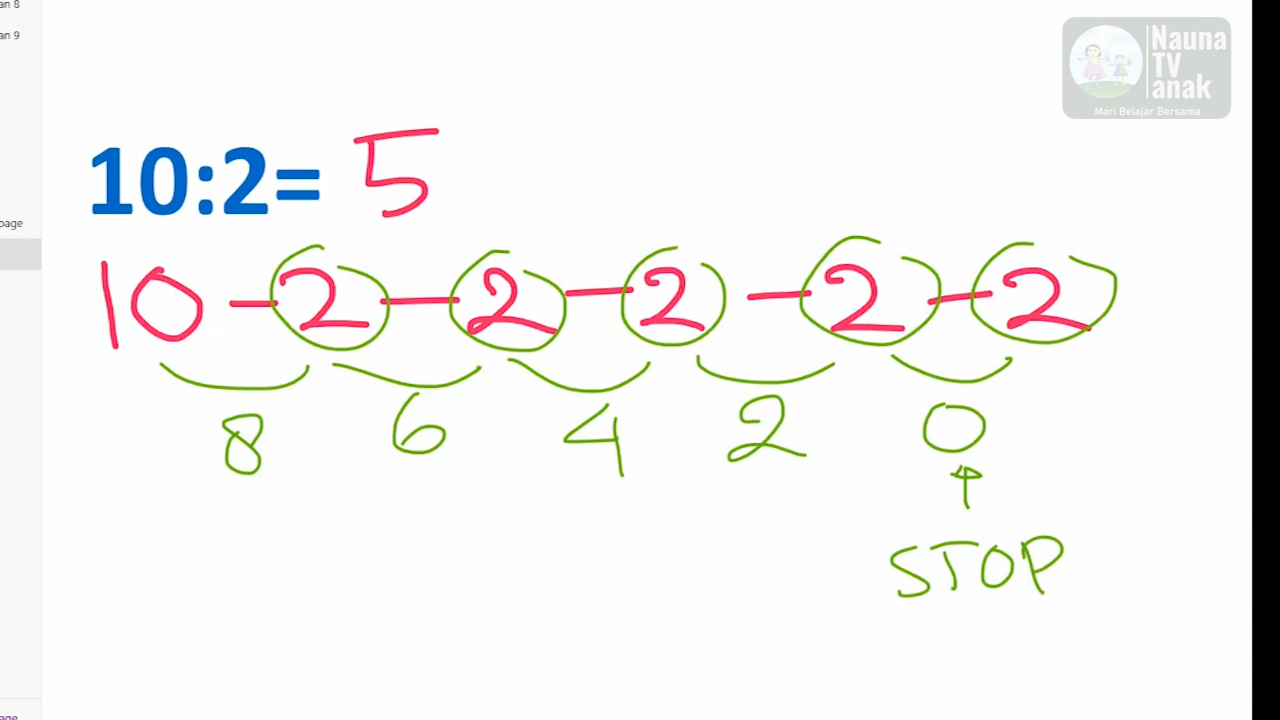 an 8
an 9
Nauna
TV
anak
Mari Belajar Bersama
10:2= 5
page
10 - 2 - 2 - 2 - 2 - 2
8 6 4 2 0
STOP
age